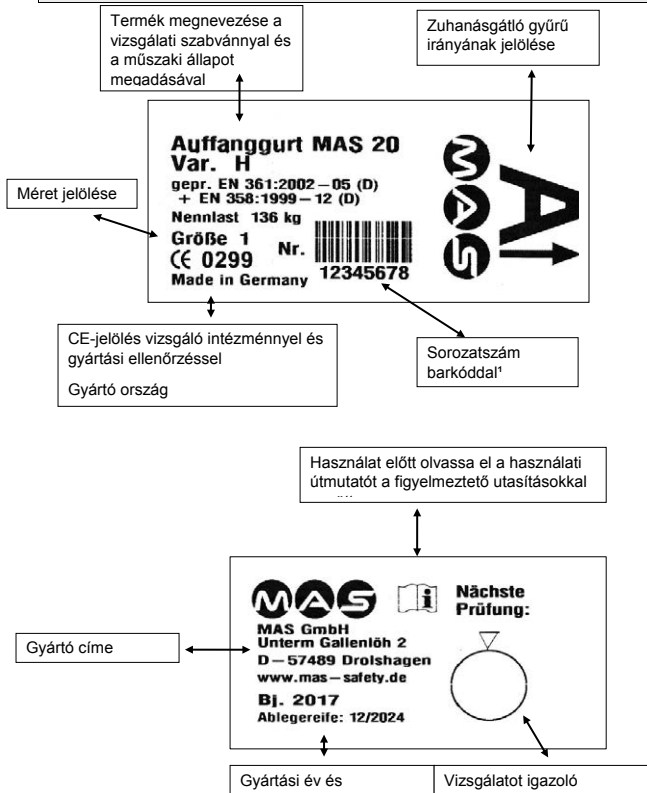 Termék megnevezése a
vizsgálati szabvánnyal és
a műszaki állapot
megadásával
Zuhanásgátló gyűrű
irányának jelölése
Auffanggurt MAS 20
Var. H
gepr. EN 361:2002-05 (D)
+ EN 358:1999-12 (D)
Nennlast 136 kg
Größe 1
CE 0299
Made in Germany
Nr.
12345678
MAS
A
Méret jelölése
CE-jelölés vizsgáló intézménnyel és
gyártási ellenőrzéssel
Gyártó ország
Sorozatszám
barkóddal¹
Használat előtt olvassa el a használati
útmutatót a figyelmeztető utasításokkal
MAS
i
Nächste
Prüfung:
MAS GmbH
Unterm Gallenlöh 2
D-57489 Drolshagen
www.mas-safety.de
Bj. 2017
Ablegereife: 12/2024
Gyártó címe
Gyártási év és
Vizsgálatot igazoló